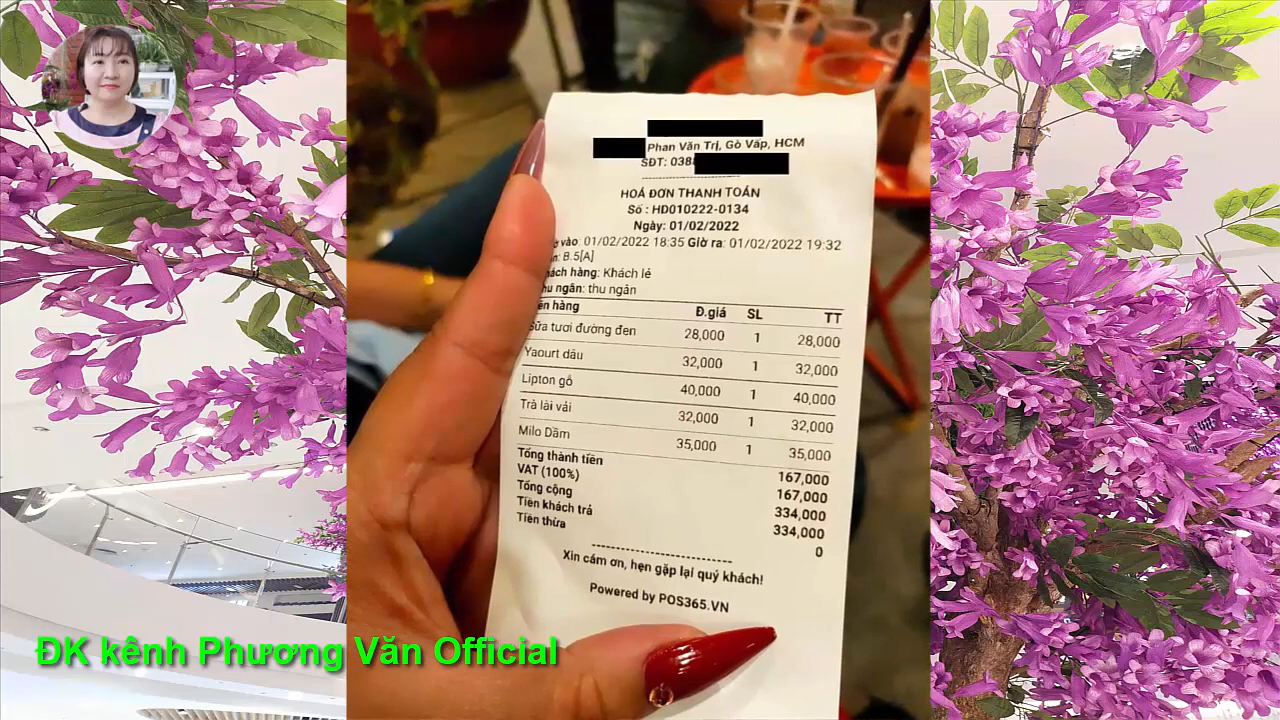 Phan Văn Trị, Gò Vấp, HCM
SĐT: 038
HOÁ ĐƠN THANH TOÁN
Số : HD010222-0134
Ngày: 01/02/2022
vào: 01/02/2022 18:35 Giờ ra: 01/02/2022 19:32
B.5[A]
hàng: Khách lẻ
ngân: thu ngân
hàng Đ.giá SL TT
Sữa tươi đường đen 28,000 1 28,000
Yaourt dâu 32,000 1 32,000
Lipton gỗ 40,000 1 40,000
Trà lài vải 32,000 1 32,000
Milo Dầm 35,000 1 35,000
Tổng thành tiền 167,000
VAT (100%) 167,000
Tổng cộng 334,000
Tiền khách trả 334,000
Tiền thừa 0
Xin cám ơn, hẹn gặp lại quý khách!
Powered by POS365.VN
ĐK kênh Phương Văn Official